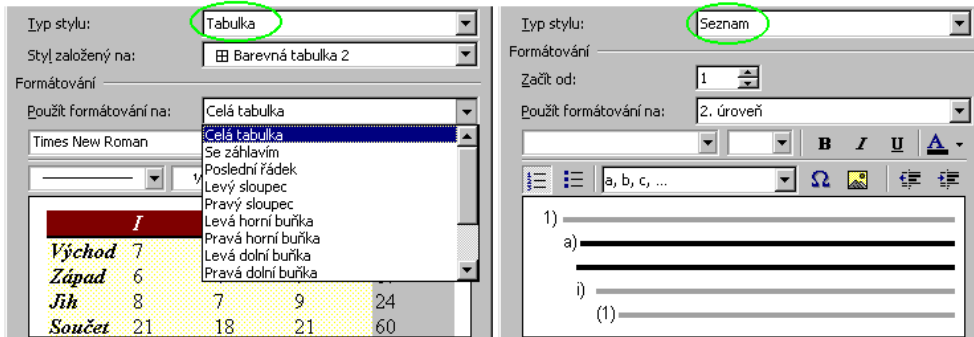 Typ stylu: Tabulka
Styl založený na: Barevná tabulka 2
Formátování
Použít formátování na: Celá tabulka
Times New Roman
Celá tabulka
Se záhlavím
Poslední řádek
Levý sloupec
Pravý sloupec
Levá horní buňka
Pravá horní buňka
Levá dolní buňka
Pravá dolní buňka
I
Východ 7
Západ 6
Jih 8 7 9 24
Součet 21 18 21 60
Typ stylu: Seznam
Formátování
Začít od: 1
Použít formátování na: 2. úroveň
B I U A
a, b, c, ... Ω
1)
a)
i)
(1)